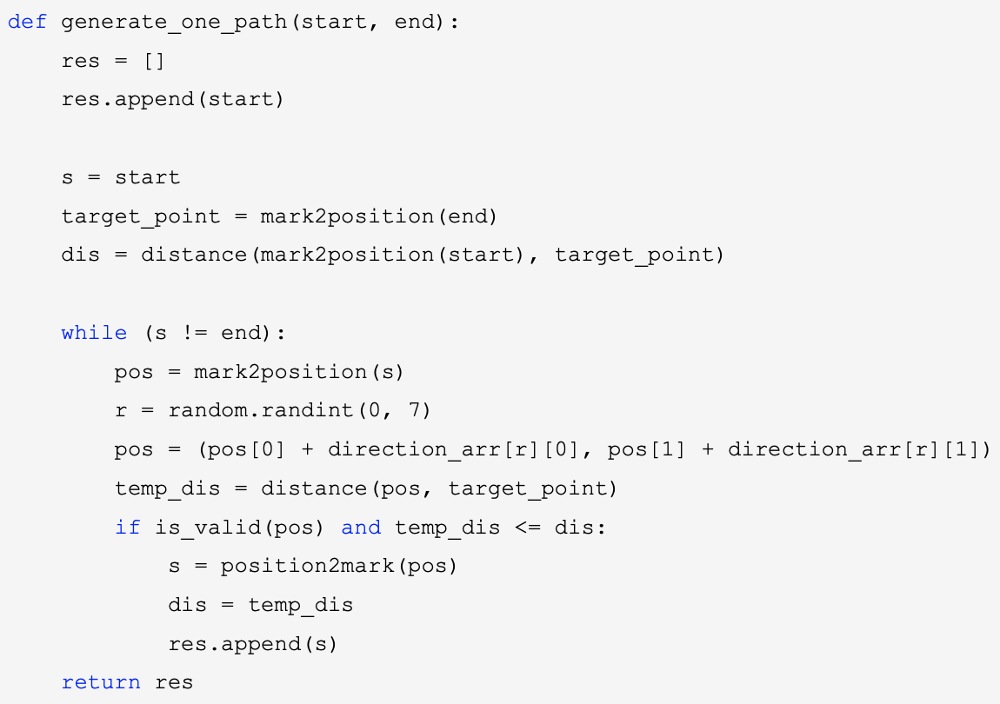 def generate_one_path(start, end):
    res = []
    res.append(start)

    s = start
    target_point = mark2position(end)
    dis = distance(mark2position(start), target_point)

    while (s != end):
        pos = mark2position(s)
        r = random.randint(0, 7)
        pos = (pos[0] + direction_arr[r][0], pos[1] + direction_arr[r][1])
        temp_dis = distance(pos, target_point)
        if is_valid(pos) and temp_dis <= dis:
            s = position2mark(pos)
            dis = temp_dis
            res.append(s)
    return res